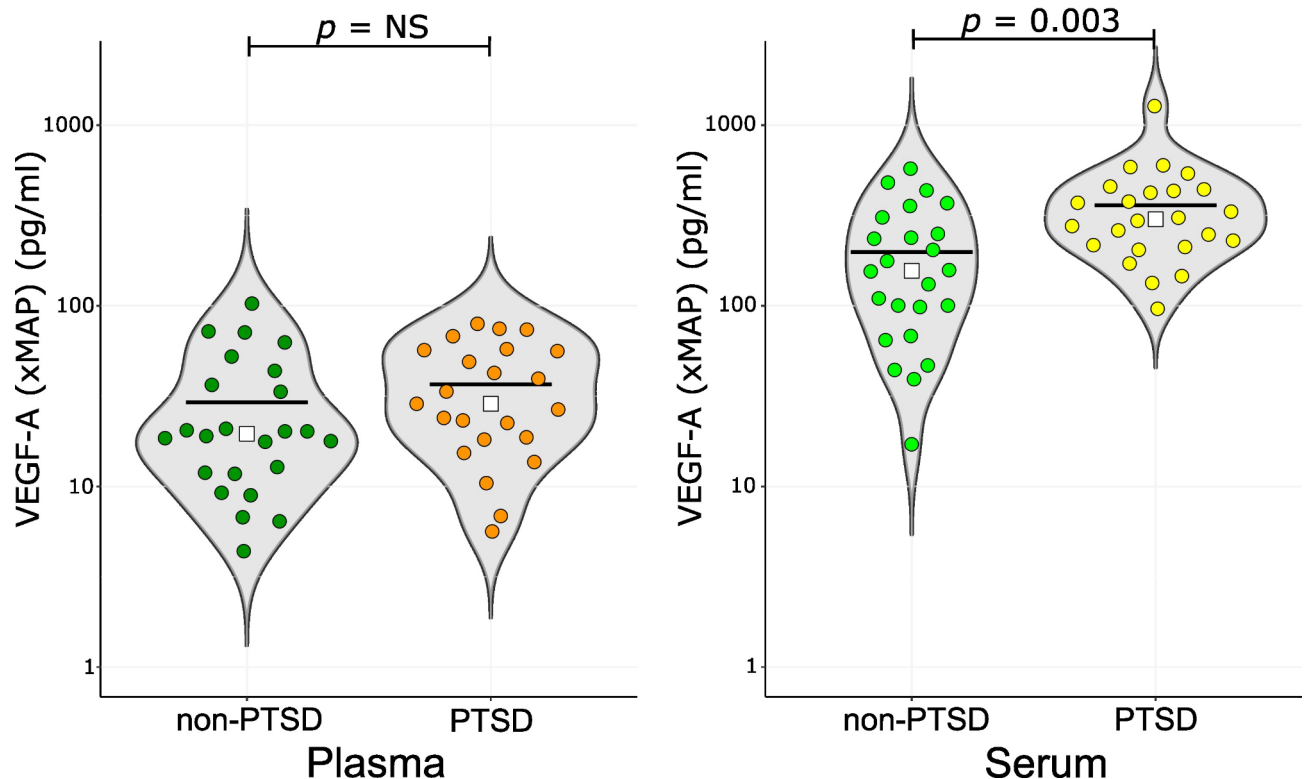 p = NS
VEGF-A (xMAP) (pg/ml)
1000
100
10
1
non-PTSD
PTSD
Plasma
p = 0.003
VEGF-A (xMAP) (pg/ml)
1000
100
10
1
non-PTSD
PTSD
Serum